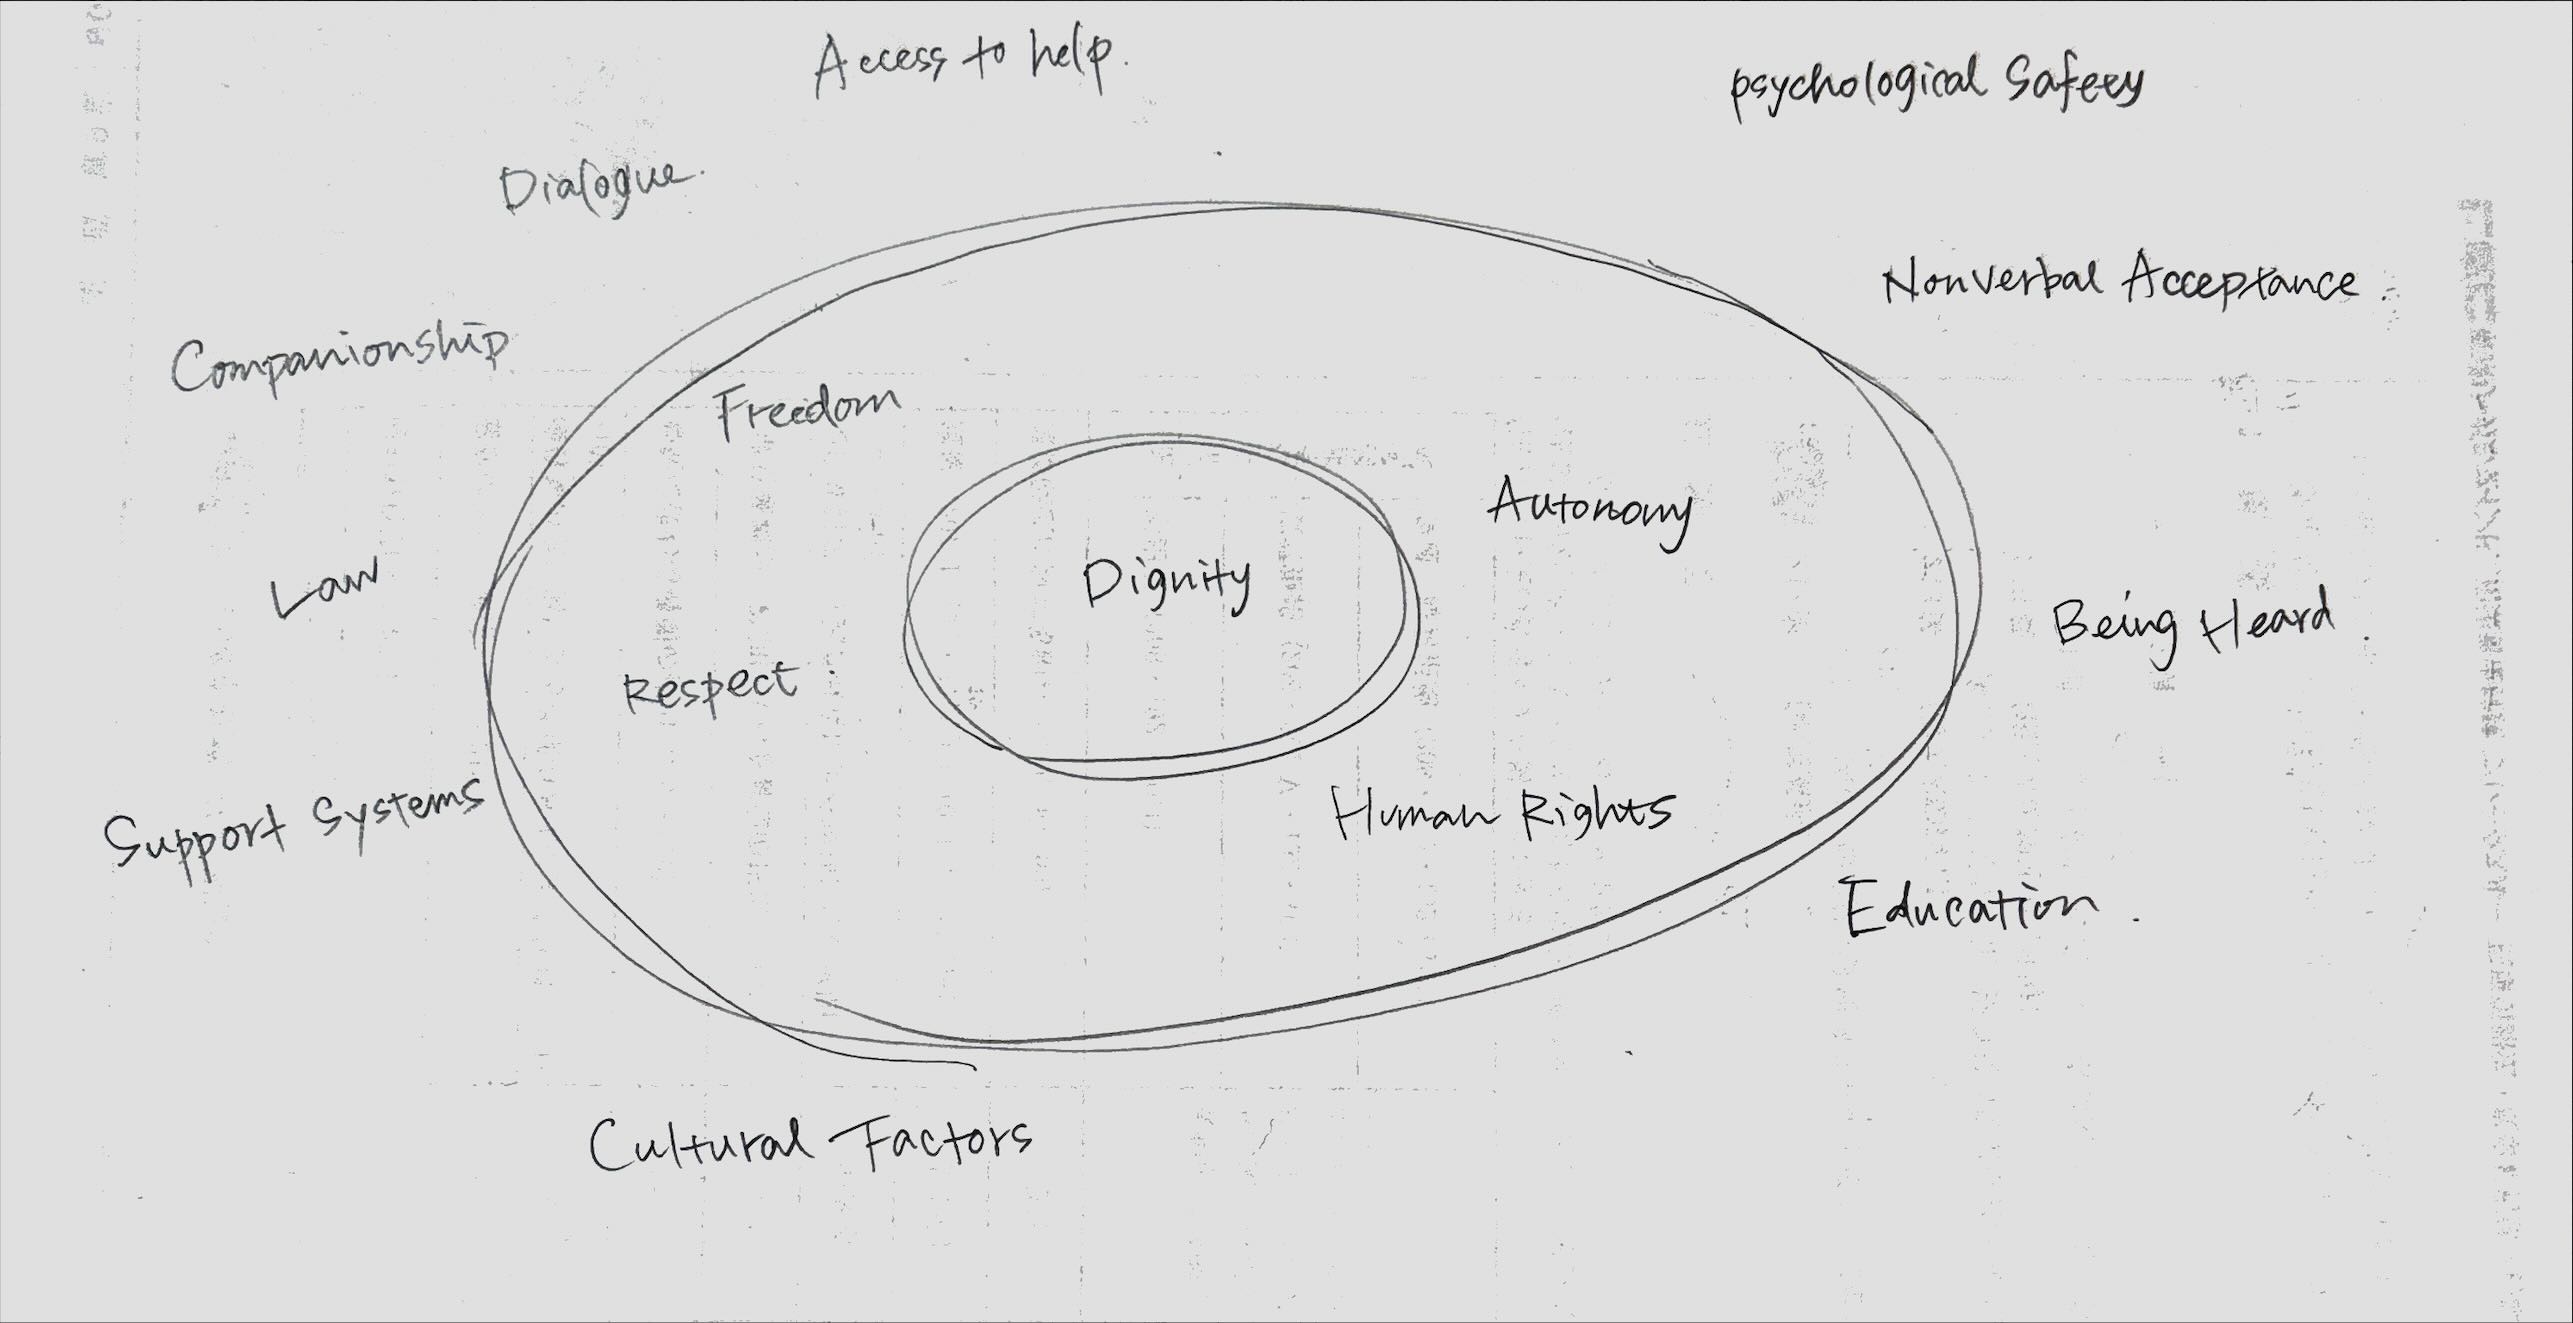 Access to help.
psychological Safety
Dialogue.
Nonverbal Acceptance.
Companionship
Freedom
Autonomy
Dignity
Law
Being Heard.
Respect.
Support Systems
Human Rights
Education.
Cultural Factors